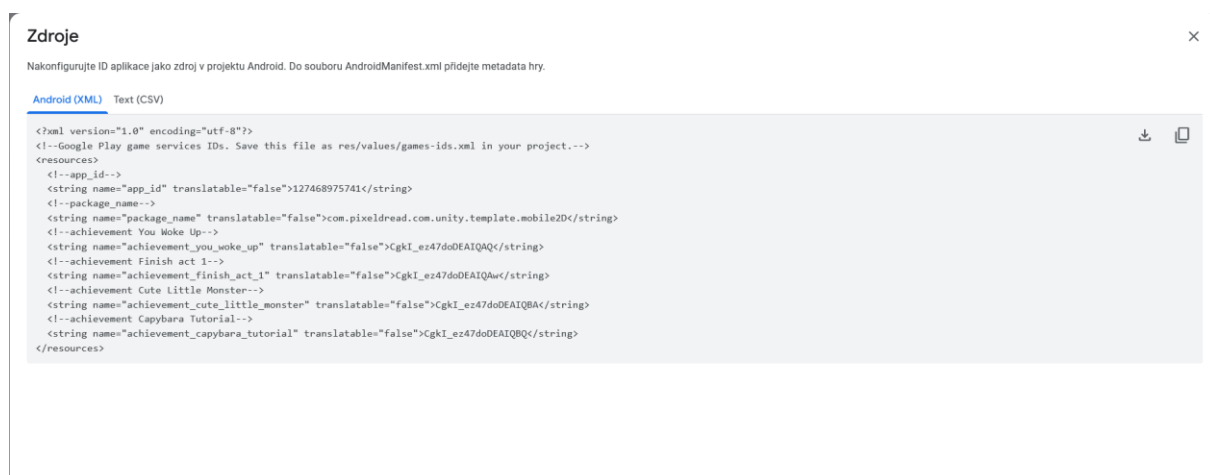 Zdroje
Nakonfigurujte ID aplikace jako zdroj v projektu Android. Do souboru AndroidManifest.xml přidejte metadata hry.
Android (XML) Text (CSV)
<?xml version="1.0" encoding="utf-8"?>
<!--Google Play game services IDs. Save this file as res/values/games-ids.xml in your project.-->
<resources>
  <!--app_id-->
  <string name="app_id" translatable="false">127468975741</string>
  <!--package_name-->
  <string name="package_name" translatable="false">com.pixeldread.com.unity.template.mobile2D</string>
  <!--achievement You Woke Up-->
  <string name="achievement_you_woke_up" translatable="false">CgkI_ez47doDEAIQAQ</string>
  <!--achievement Finish act 1-->
  <string name="achievement_finish_act_1" translatable="false">CgkI_ez47doDEAIQAw</string>
  <!--achievement Cute Little Monster-->
  <string name="achievement_cute_little_monster" translatable="false">CgkI_ez47doDEAIQBA</string>
  <!--achievement Capybara Tutorial-->
  <string name="achievement_capybara_tutorial" translatable="false">CgkI_ez47doDEAIQBQ</string>
</resources>